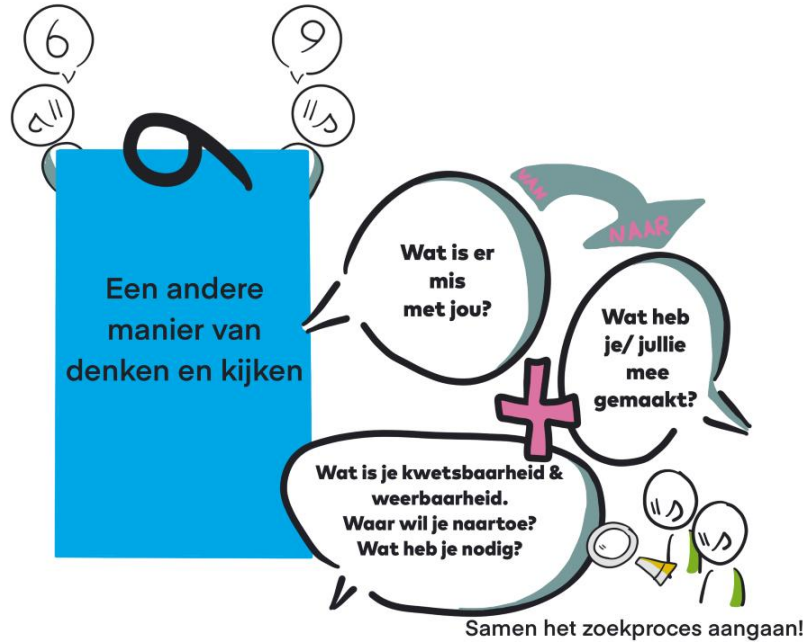 6
9
Een andere
manier van
denken en kijken
Wat is er
mis
met jou?
VAN
NAAR
Wat heb
je/ jullie
mee
gemaakt?
Wat is je kwetsbaarheid &
weerbaarheid.
Waar wil je naartoe?
Wat heb je nodig?
Samen het zoekproces aangaan!